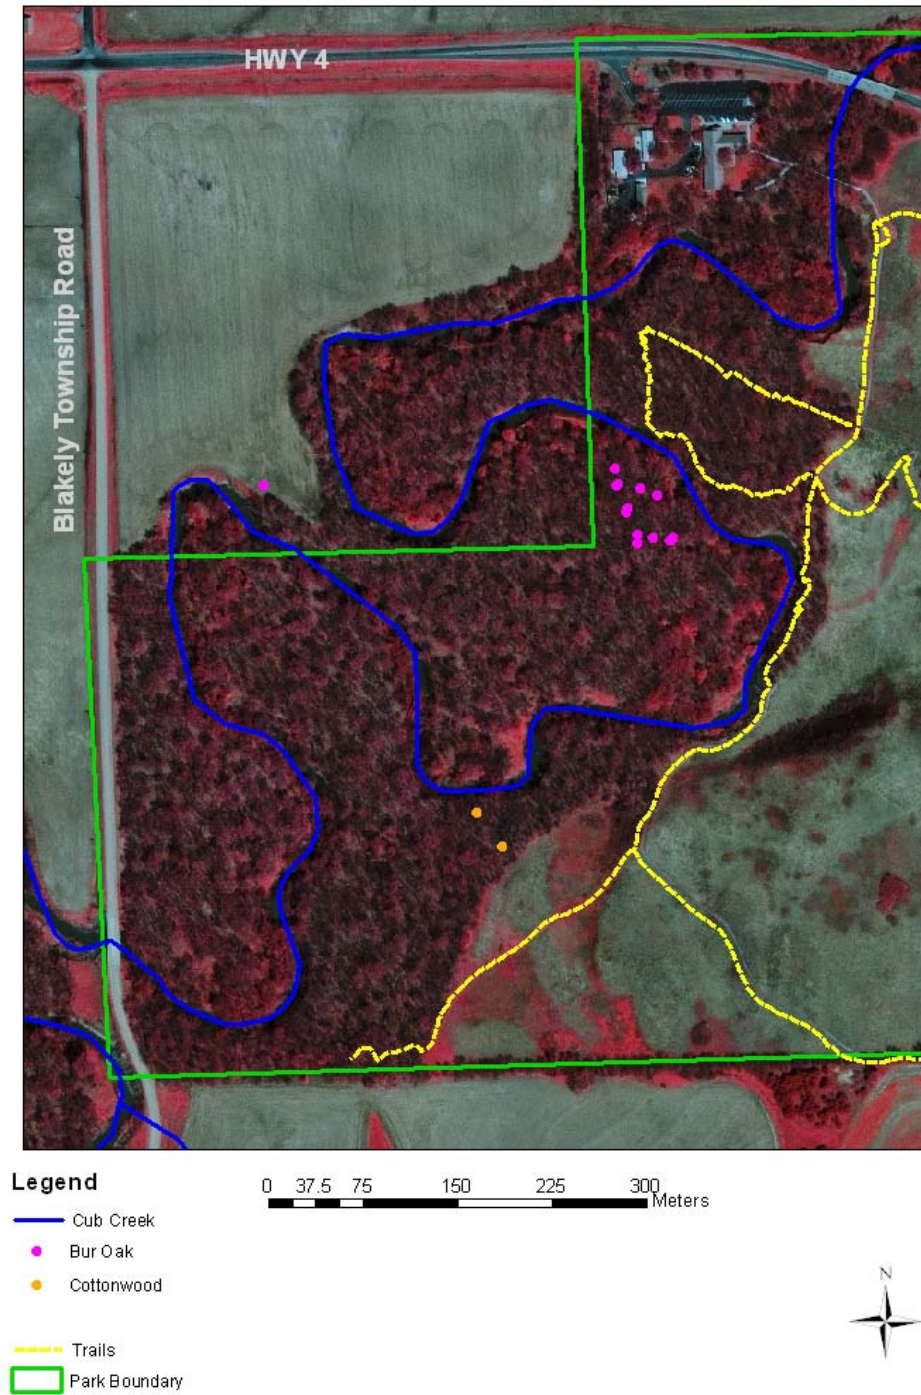 HWY 4
Blakely Township Road
Legend
0 37.5 75 150 225 300
Meters
Cub Creek
Bur Oak
Cottonwood
Trails
Park Boundary
N